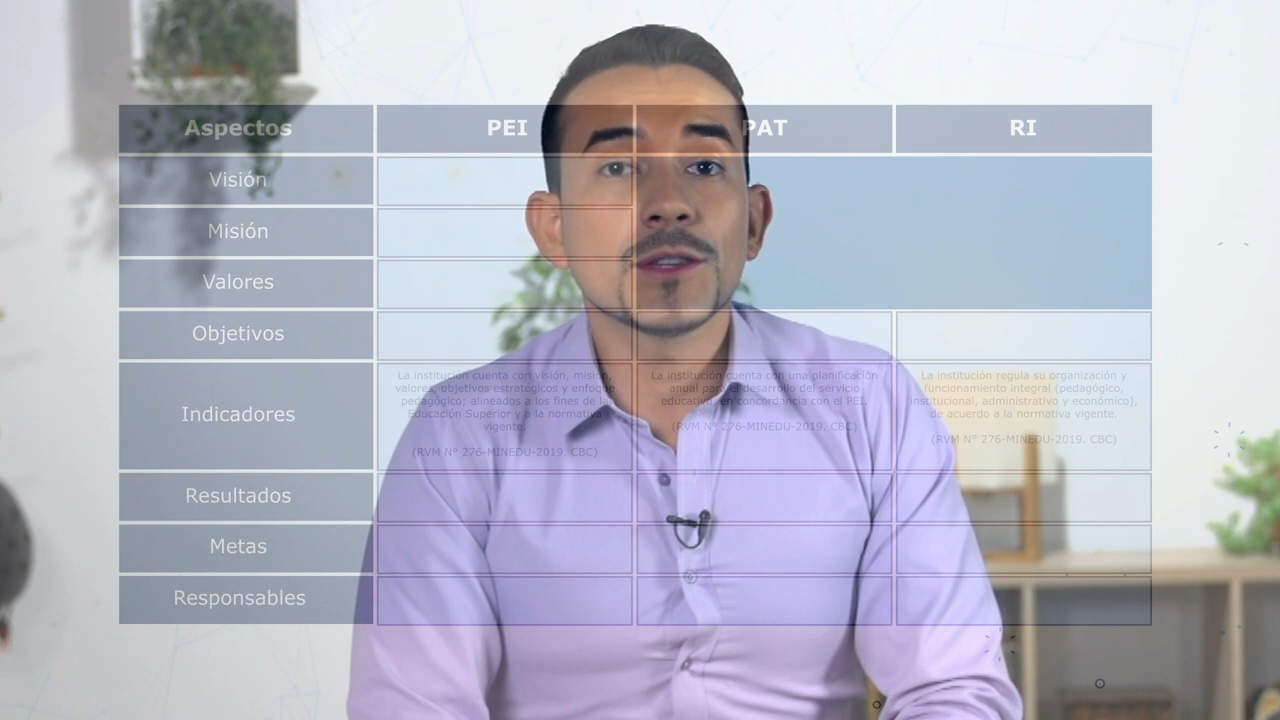 Aspectos PEI PAT RI
Visión
Misión
Valores
Objetivos
Indicadores
La institución cuenta con visión, misión,
valores, objetivos estratégicos y enfoque
pedagógico; alineados a los fines de la
Educación Superior y a la normativa
vigente.
(RVM N° 276-MINEDU-2019. CBC)
La institución cuenta con una planificación
anual para el desarrollo del servicio
educativo, en concordancia con el PEI.
(RVM N° 276-MINEDU-2019. CBC)
La institución regula su organización y
funcionamiento integral (pedagógico,
institucional, administrativo y económico),
de acuerdo a la normativa vigente.
(RVM N° 276-MINEDU-2019. CBC)
Resultados
Metas
Responsables